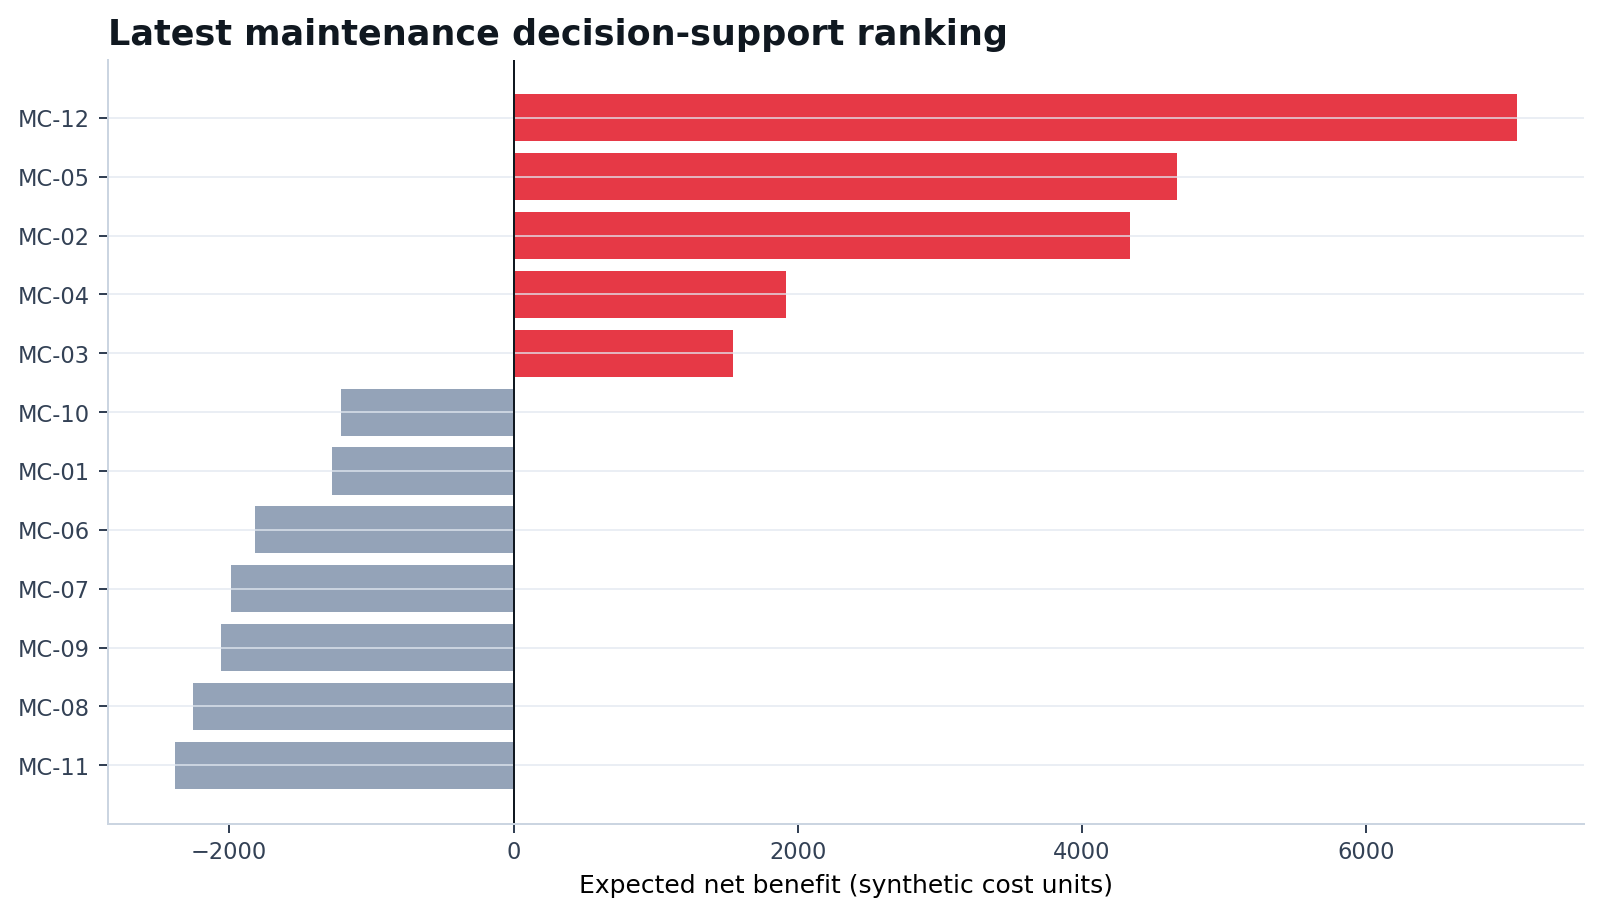 Latest maintenance decision-support ranking
MC-12
MC-05
MC-02
MC-04
MC-03
MC-10
MC-01
MC-06
MC-07
MC-09
MC-08
MC-11
−2000 0 2000 4000 6000
Expected net benefit (synthetic cost units)